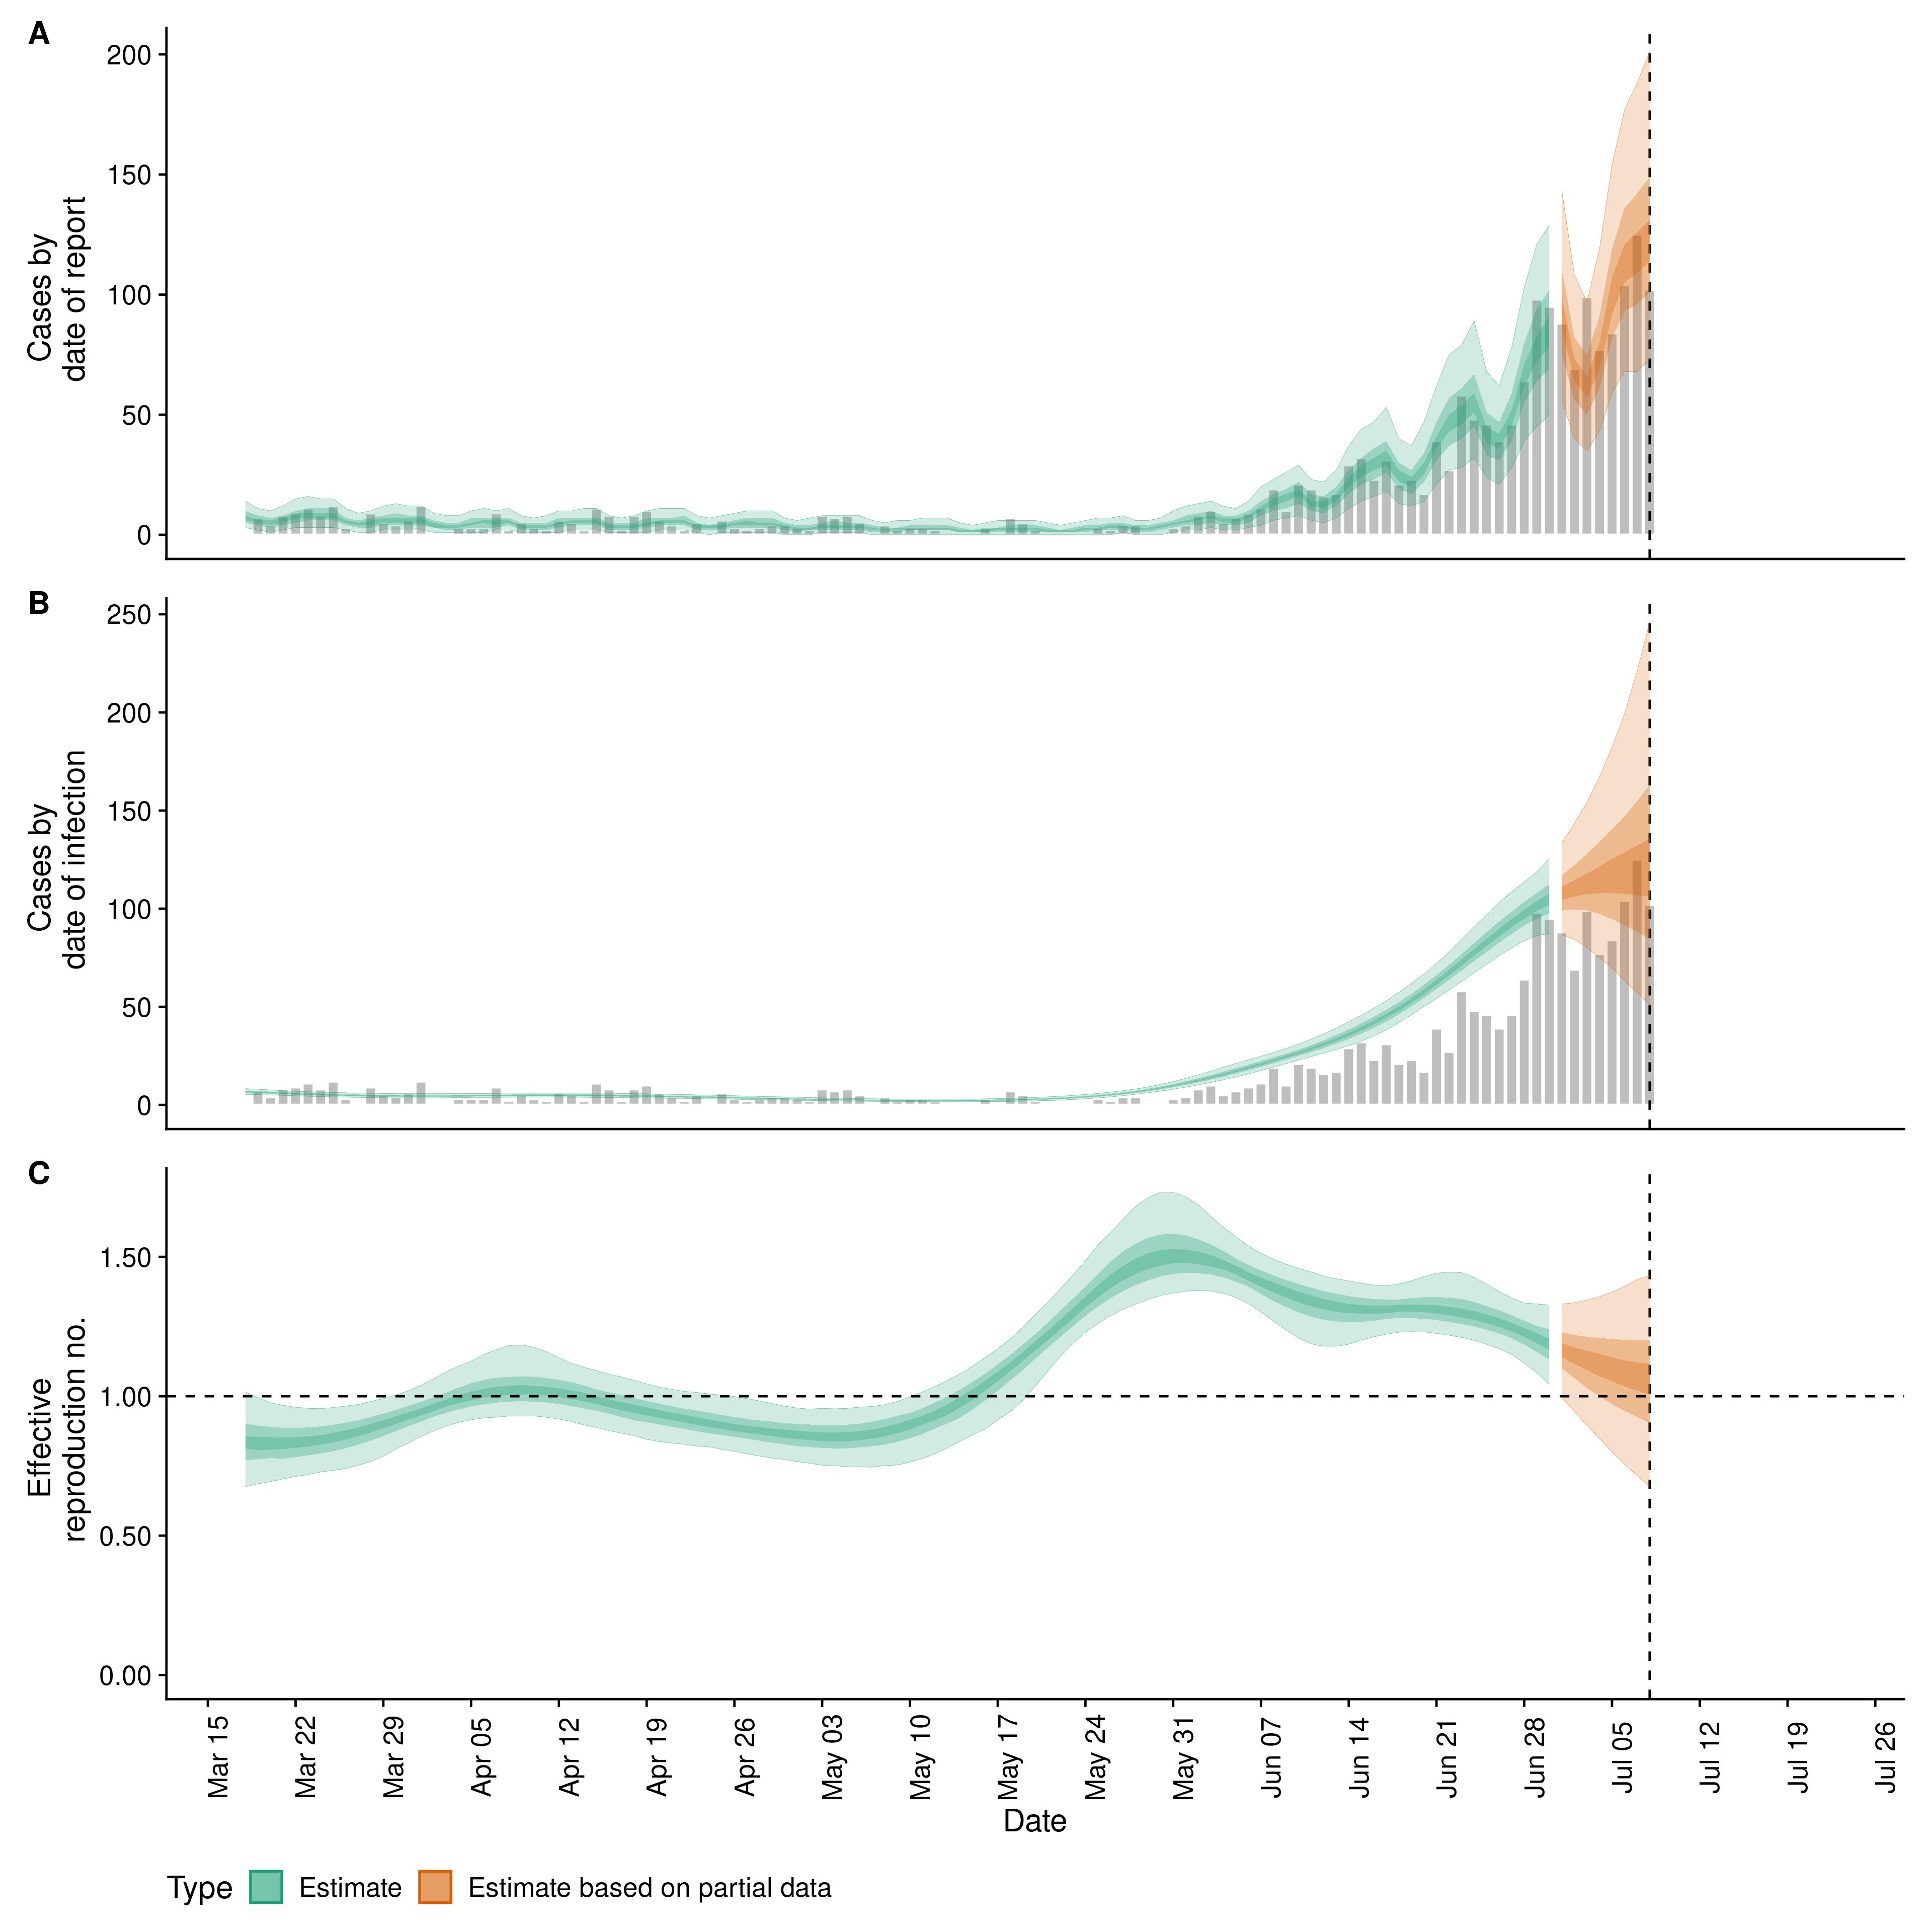 A
200
150
100
50
0
Cases by
date of report
B
250
200
150
100
50
0
Cases by
date of infection
C
1.50
1.00
0.50
0.00
Effective
reproduction no.
Mar 15
Mar 22
Mar 29
Apr 05
Apr 12
Apr 19
Apr 26
May 03
May 10
May 17
May 24
May 31
Jun 07
Jun 14
Jun 21
Jun 28
Jul 05
Jul 12
Jul 19
Jul 26
Date
Type Estimate Estimate based on partial data